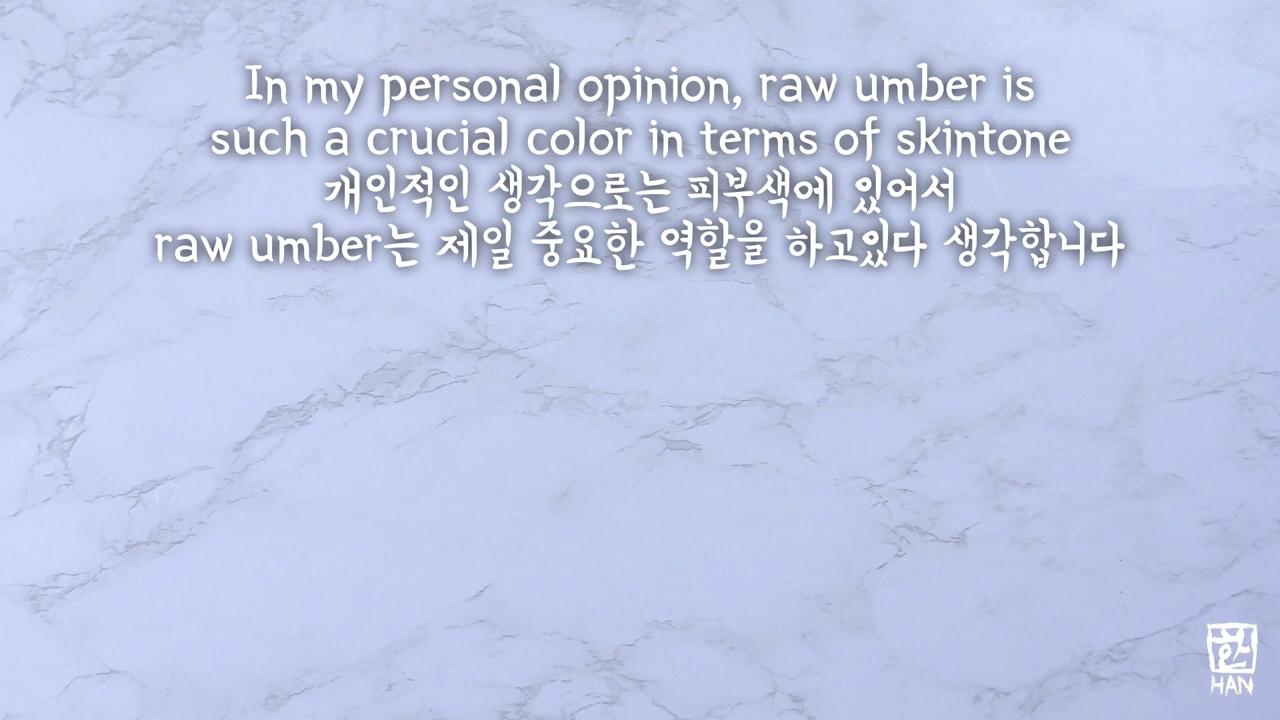 In my personal opinion, raw umber is
such a crucial color in terms of skintone
개인적인 생각으로는 피부색에 있어서
raw umber는 제일 중요한 역할을 하고있다 생각합니다
한
HAN